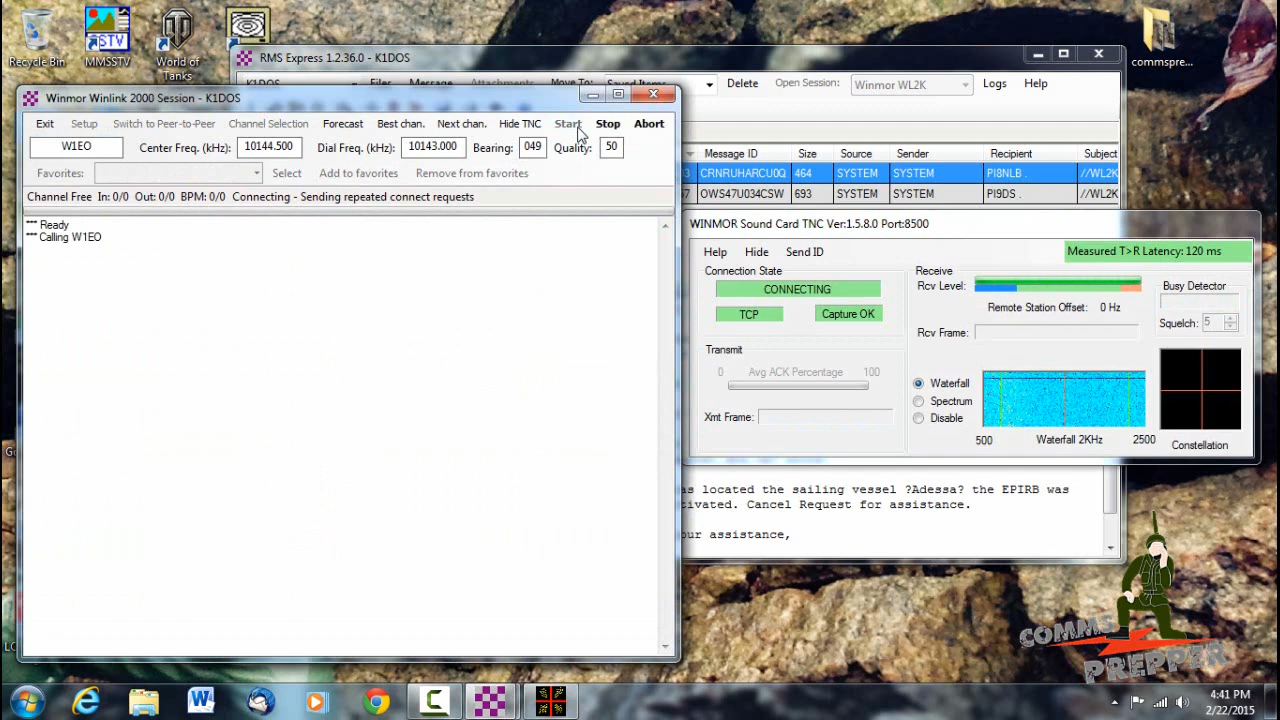 Recycle Bin
MMSSTV
World of
Tanks
commspre...
RMS Express 1.2.36.0 - K1DOS
Files Message Attachments Move To: Saved Items Delete Open Session: Winmor WL2K Logs Help
Winmor Winlink 2000 Session - K1DOS
Exit Setup Switch to Peer-to-Peer Channel Selection Forecast Best chan. Next chan. Hide TNC Start Stop Abort
W1EO Center Freq. (kHz): 10144.500 Dial Freq. (kHz): 10143.000 Bearing: 049 Quality: 50
Favorites: Select Add to favorites Remove from favorites
Channel Free In: 0/0 Out: 0/0 BPM: 0/0 Connecting - Sending repeated connect requests
*** Ready
*** Calling W1EO
Message ID Size Source Sender Recipient Subject
CRNRUHARCU0Q 464 SYSTEM SYSTEM PI8NLB . //WL2K
OWS47U034CSW 693 SYSTEM SYSTEM PI9DS . //WL2K
WINMOR Sound Card TNC Ver:1.5.8.0 Port:8500
Help Hide Send ID
Measured T>R Latency: 120 ms
Connection State
CONNECTING
TCP Capture OK
Transmit
0 Avg ACK Percentage 100
Xmt Frame:
Receive
Rcv Level:
Remote Station Offset: 0 Hz
Rcv Frame:
Busy Detector
Squelch: 5
Waterfall
Spectrum
Disable
500 Waterfall 2KHz 2500
Constellation
as located the sailing vessel ?Adessa? the EPIRB was
tivated. Cancel Request for assistance.
our assistance,
COMMS
PREPPER
4:41 PM
2/22/2015